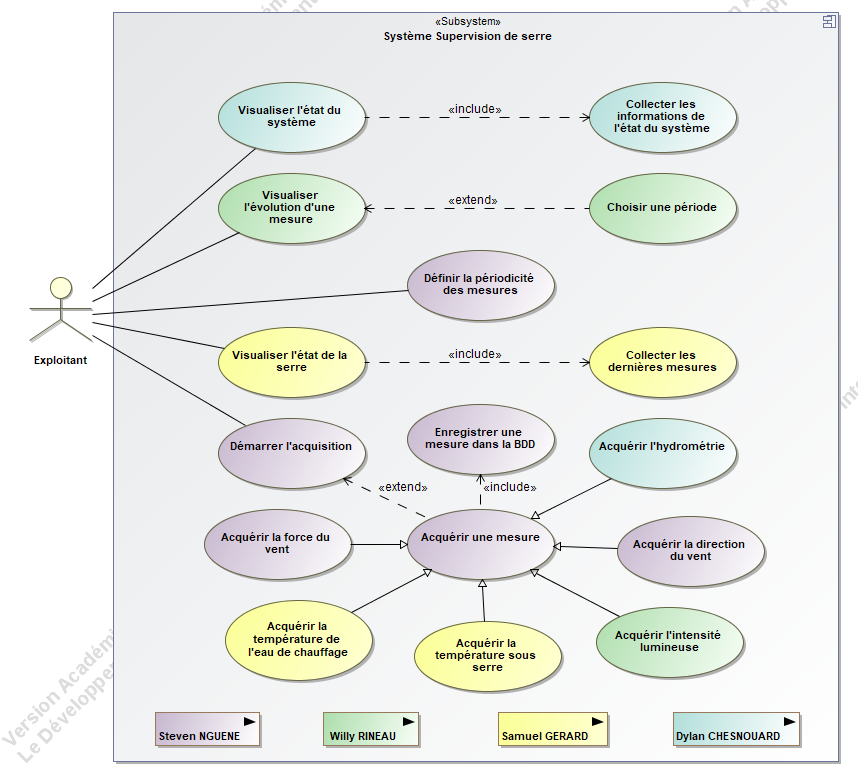 «Subsystem»
Système Supervision de serre
Visualiser l'état du
système
«include»
Collecter les
informations de
l'état du système
Visualiser
l'évolution d'une
mesure
«extend»
Choisir une période
Définir la périodicité
des mesures
Exploitant
Visualiser l'état de la
serre
«include»
Collecter les
dernières mesures
Démarrer l'acquisition
Enregistrer une
mesure dans la BDD
Acquérir l'hydrométrie
«extend»
«include»
Acquérir la force du
vent
Acquérir une mesure
Acquérir la direction
du vent
Acquérir la
température de
l'eau de chauffage
Acquérir la
température sous
serre
Acquérir l'intensité
lumineuse
Version Académi
Le Développe
Steven NGUENE
Willy RINEAU
Samuel GERARD
Dylan CHESNOUARD